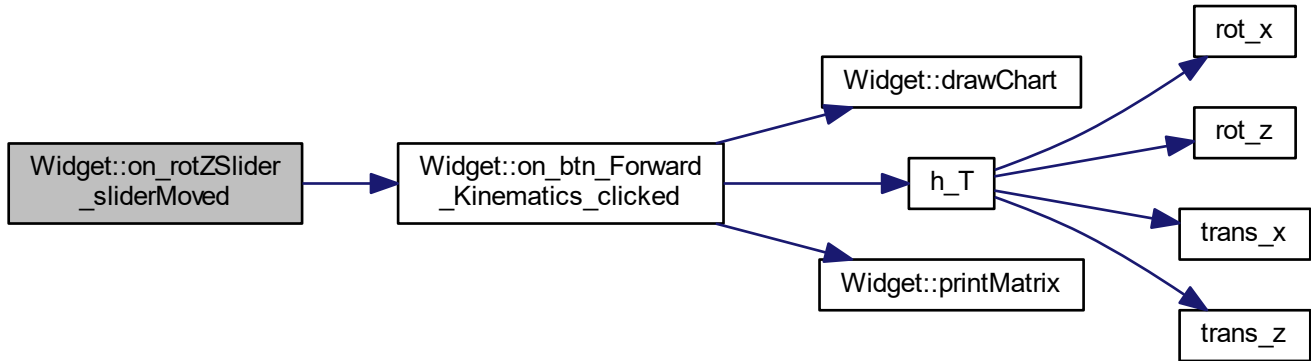 Widget::on_rotZSlider
_sliderMoved
Widget::on_btn_Forward
_Kinematics_clicked
Widget::drawChart
h_T
Widget::printMatrix
rot_x
rot_z
trans_x
trans_z